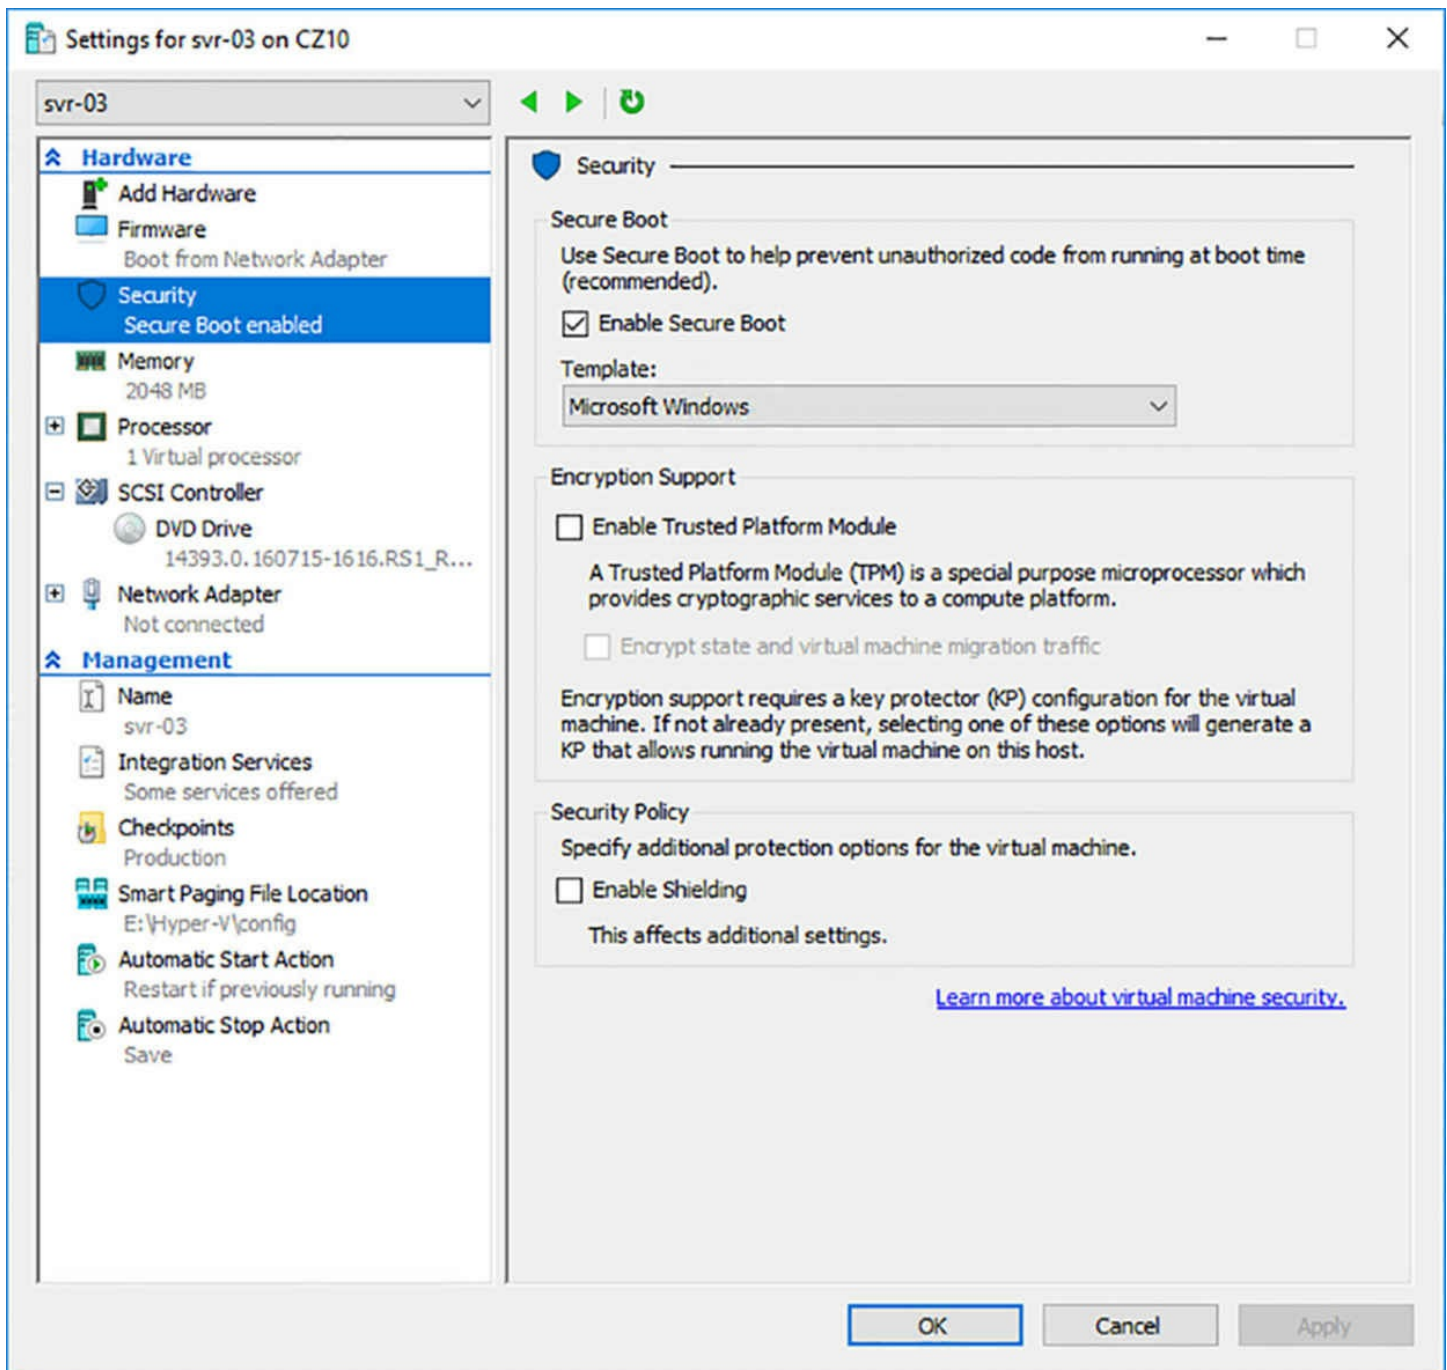 Settings for svr-03 on CZ10
svr-03
Hardware
Add Hardware
Firmware
Boot from Network Adapter
Security
Secure Boot enabled
Memory
2048 MB
Processor
1 Virtual processor
SCSI Controller
DVD Drive
14393.0.160715-1616.RS1_R...
Network Adapter
Not connected
Management
Name
svr-03
Integration Services
Some services offered
Checkpoints
Production
Smart Paging File Location
E:\Hyper-V\config
Automatic Start Action
Restart if previously running
Automatic Stop Action
Save
Security
Secure Boot
Use Secure Boot to help prevent unauthorized code from running at boot time
(recommended).
Enable Secure Boot
Template:
Microsoft Windows
Encryption Support
Enable Trusted Platform Module
A Trusted Platform Module (TPM) is a special purpose microprocessor which
provides cryptographic services to a compute platform.
Encrypt state and virtual machine migration traffic
Encryption support requires a key protector (KP) configuration for the virtual
machine. If not already present, selecting one of these options will generate a
KP that allows running the virtual machine on this host.
Security Policy
Specify additional protection options for the virtual machine.
Enable Shielding
This affects additional settings.
Learn more about virtual machine security.
OK
Cancel
Apply